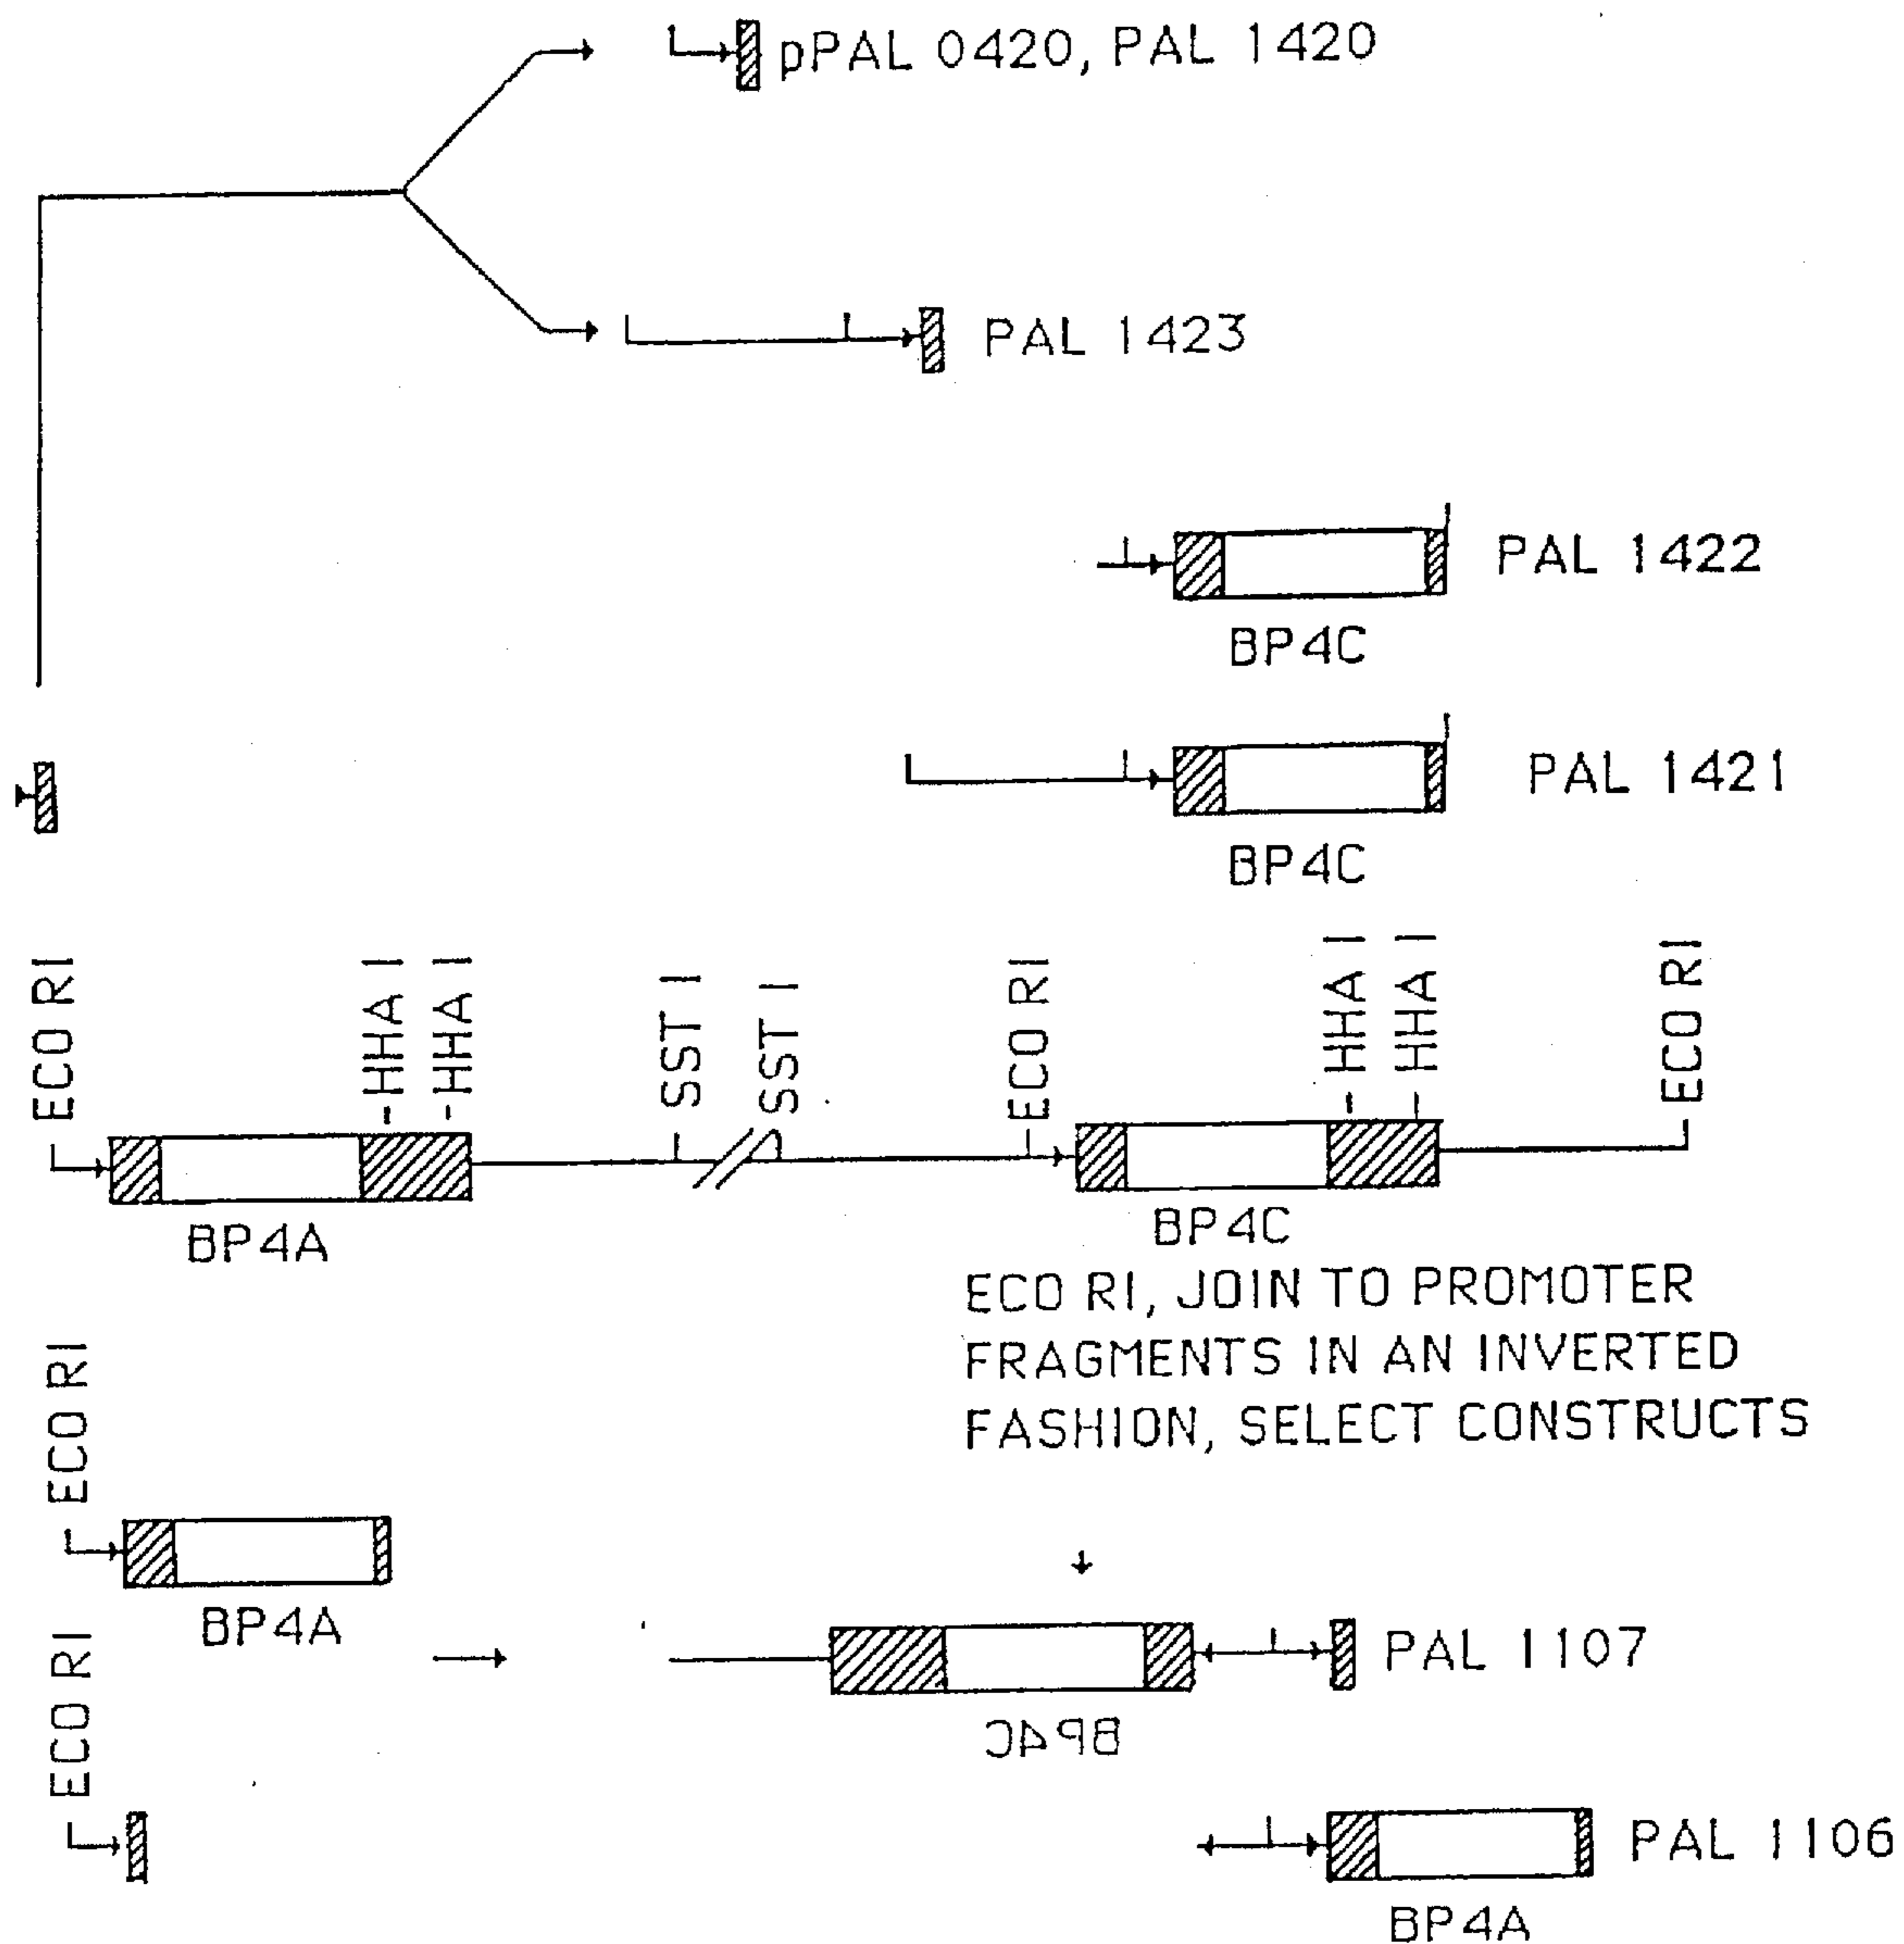 pPAL 0420, PAL 1420
PAL 1423
PAL 1422
BP4C
PAL 1421
BP4C
ECO RI
HHA I
HHA I
SST I
SST I
ECO RI
HHA I
HHA I
ECO RI
BP4A
BP4C
ECO RI, JOIN TO PROMOTER
FRAGMENTS IN AN INVERTED
FASHION, SELECT CONSTRUCTS
ECO RI
BP4A
ECO RI
PAL 1107
BP4C
PAL 1106
BP4A